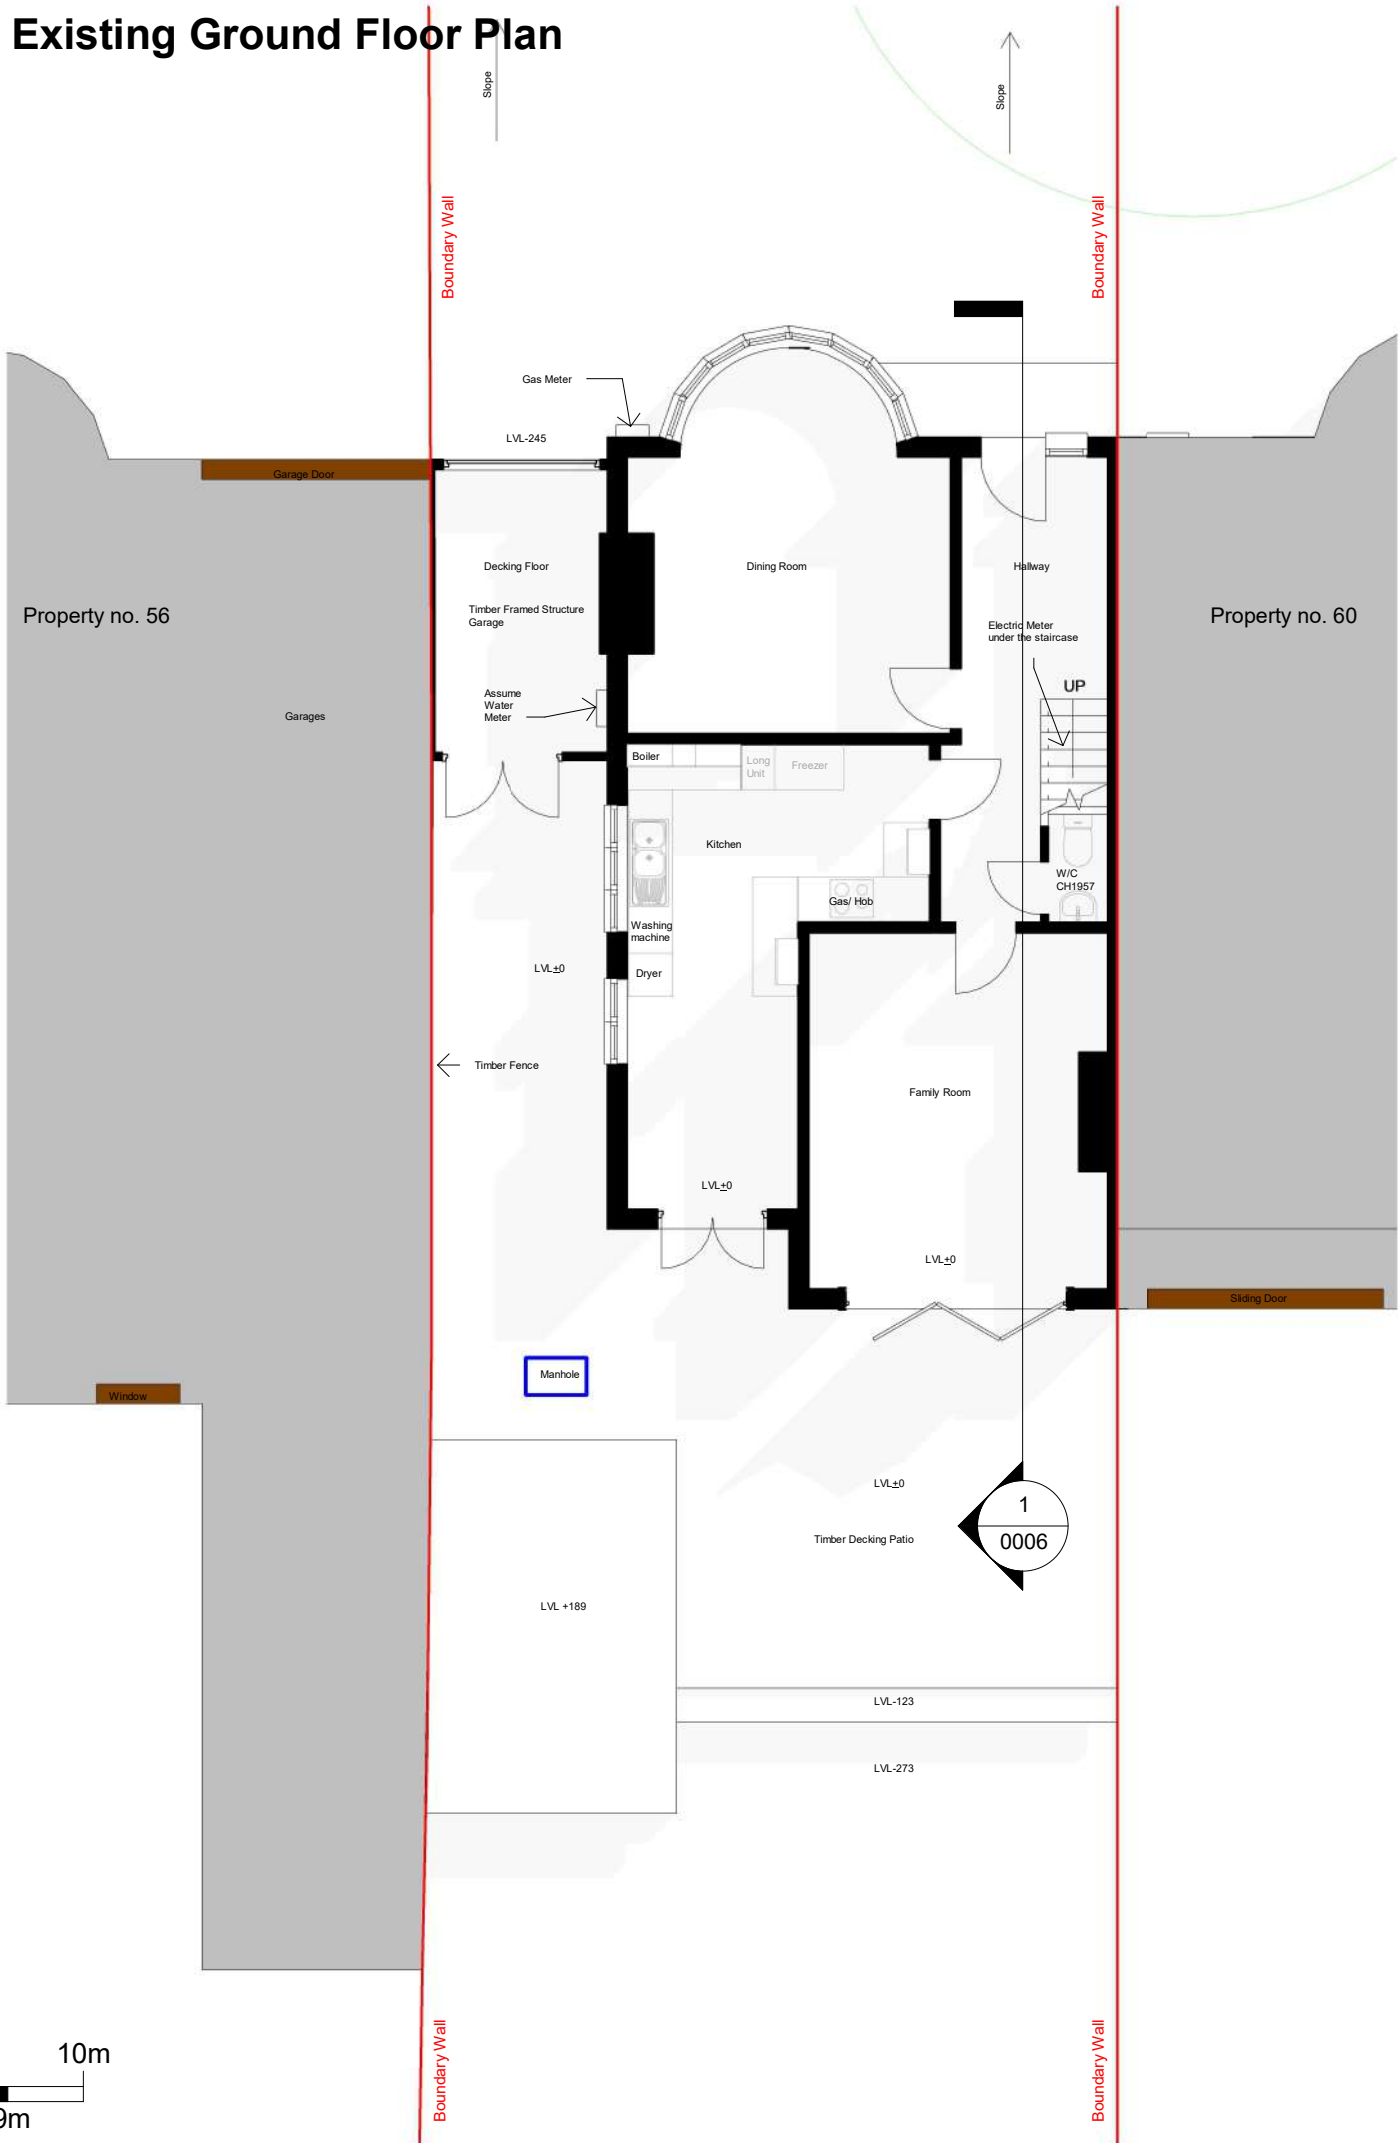 Existing Ground Floor Plan
Slope
Slope
Boundary Wall
Boundary Wall
Gas Meter
LVL-245
Garage Door
Decking Floor
Timber Framed Structure
Garage
Dining Room
Hallway
Property no. 56
Property no. 60
Electric Meter
under the staircase
UP
Assume
Water
Meter
Garages
Boiler
Long
Unit
Freezer
Kitchen
W/C
CH1957
Gas/ Hob
Washing
machine
Dryer
LVL±0
Timber Fence
Family Room
LVL±0
LVL±0
Sliding Door
Manhole
Window
LVL±0
1
0006
Timber Decking Patio
LVL +189
LVL-123
LVL-273
Boundary Wall
Boundary Wall
10m
9m